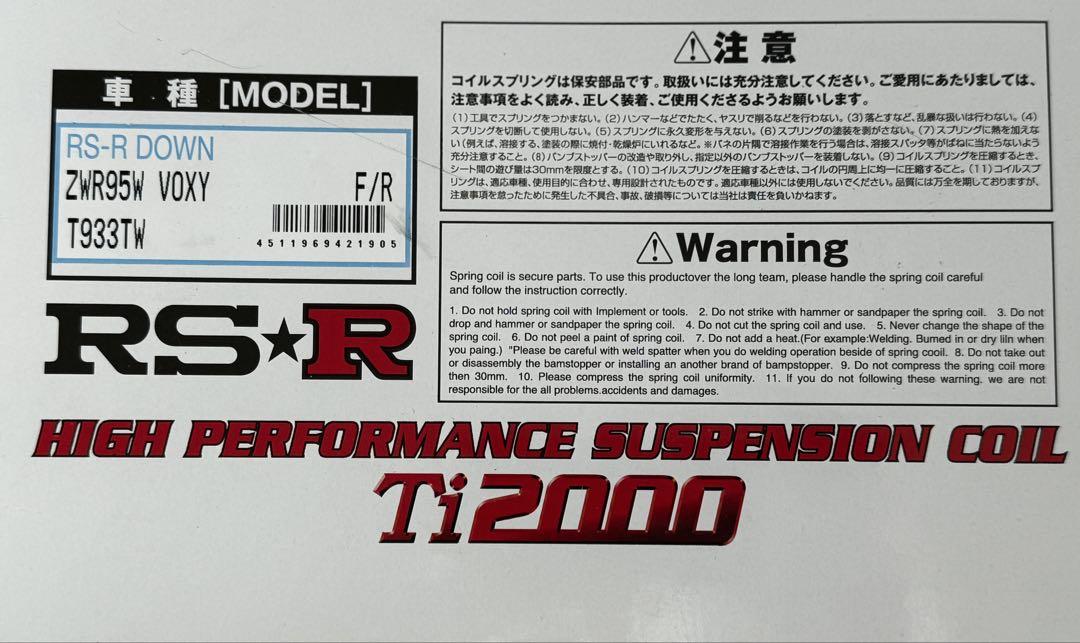 車 種 [MODEL]
RS-R DOWN
ZWR95W VOXY F/R
T933TW
4511969421905
RS★R
⚠注 意
コイルスプリングは保安部品です。取扱いには充分注意してください。ご愛用にあたりましては、
注意事項をよく読み、正しく装着、ご使用くださるようお願いします。
(1)工具でスプリングをつかまない。(2)ハンマーなどでたたく、ヤスリで削るなどを行わない。(3)落とすなど、乱暴な扱いは行わない。(4)
スプリングを切断して使用しない。(5)スプリングに永久変形を与えない。(6)スプリングの塗装を剥がさない。(7)スプリングに熱を加えな
い(例えば、溶接する、塗装の際に焼付・乾燥炉にいれるなど。※バネの片隅で溶接作業を行う場合は、溶接スパッタ等がばねに当たらないよう
充分注意すること。(8)バンプストッパーの改造や取り外し、指定以外のバンプストッパーを装着しない。(9)コイルスプリングを圧縮するとき、
シート間の遊び量は30mmを限度とする。(10)コイルスプリングを圧縮するときは、コイルの円周上に均一に圧縮すること。(11)コイルスプ
リングは、適応車種、使用目的に合わせ、専用設計されたものです。適応車種以外には使用しないでください。品質には万全を期しておりますが、
注意事項を怠ったために発生した不具合、事故、破損等については当社は責任を負いかねます。
⚠Warning
Spring coil is secure parts. To use this productover the long team, please handle the spring coil careful
and follow the instruction correctly.
1. Do not hold spring coil with Implement or tools. 2. Do not strike with hammer or sandpaper the spring coil. 3. Do not
drop and hammer or sandpaper the spring coil. 4. Do not cut the spring coil and use. 5. Never change the shape of the
spring coil. 6. Do not peel a paint of spring coil. 7. Do not add a heat.(For example:Welding. Bumed in or dry liln when
you paing.) "Please be careful with weld spatter when you do welding operation beside of spring cooil. 8. Do not take out
or disassembly the bamstopper or installing an another brand of bampstopper. 9. Do not compress the spring coil more
then 30mm. 10. Please compress the spring coil uniformity. 11. If you do not following these warning, we are not
responsible for the all problems.accidents and damages.
HIGH PERFORMANCE SUSPENSION COIL
Ti2000